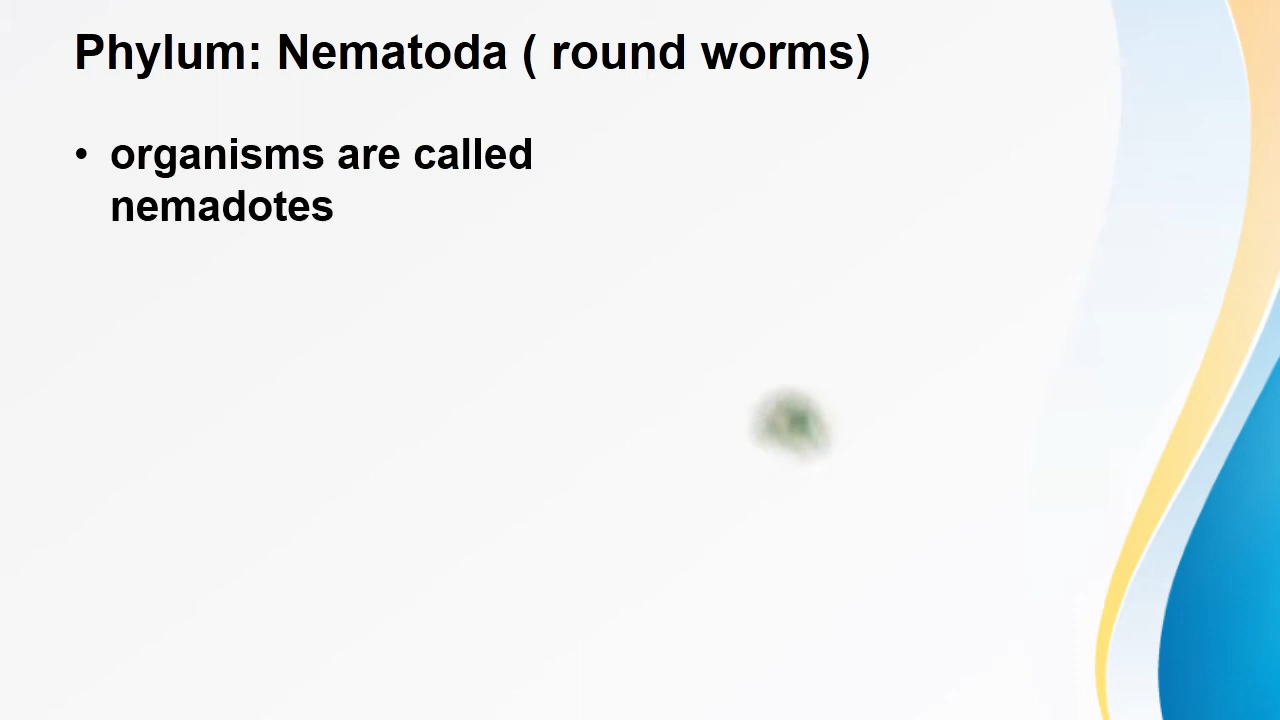 Phylum: Nematoda ( round worms)
• organisms are called
nemadotes